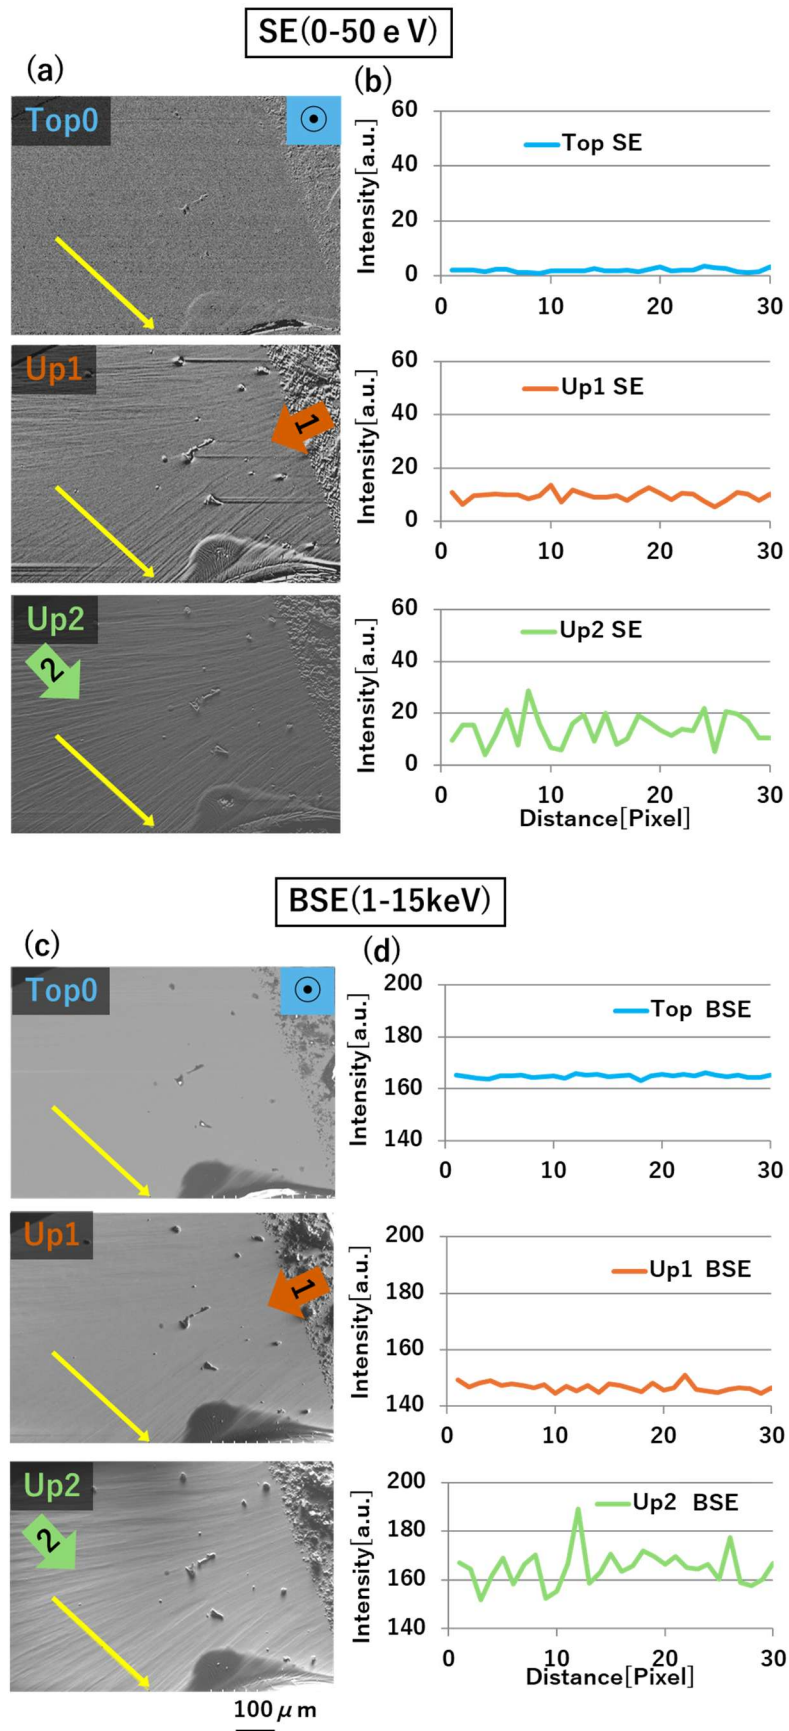 SE(0-50 e V)
(a)
(b)
Top0
60
40
20
0
Intensity[a.u.]
Top SE
0 10 20 30
Up1
1
60
40
20
0
Intensity[a.u.]
Up1 SE
0 10 20 30
Up2
2
60
40
20
0
Intensity[a.u.]
Up2 SE
0 10 20 30
Distance[Pixel]
BSE(1-15keV)
(c)
(d)
Top0
200
180
160
140
Intensity[a.u.]
Top BSE
0 10 20 30
Up1
1
200
180
160
140
Intensity[a.u.]
Up1 BSE
0 10 20 30
Up2
2
200
180
160
140
Intensity[a.u.]
Up2 BSE
0 10 20 30
Distance[Pixel]
100μm